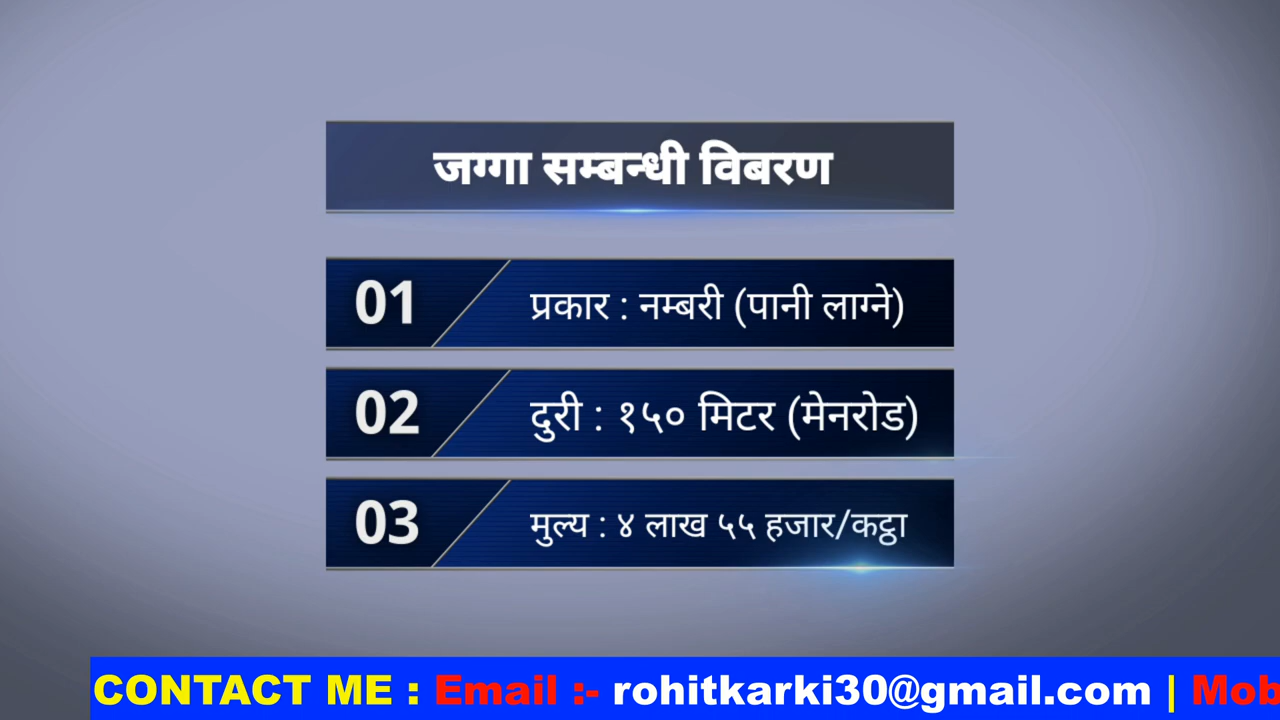 जग्गा सम्बन्धी विबरण
01 प्रकार : नम्बरी (पानी लाग्ने)
02 दुरी : १५० मिटर (मेनरोड)
03 मुल्य : ४ लाख ५५ हजार/कट्ठा
CONTACT ME : Email :- rohitkarki30@gmail.com | Mob